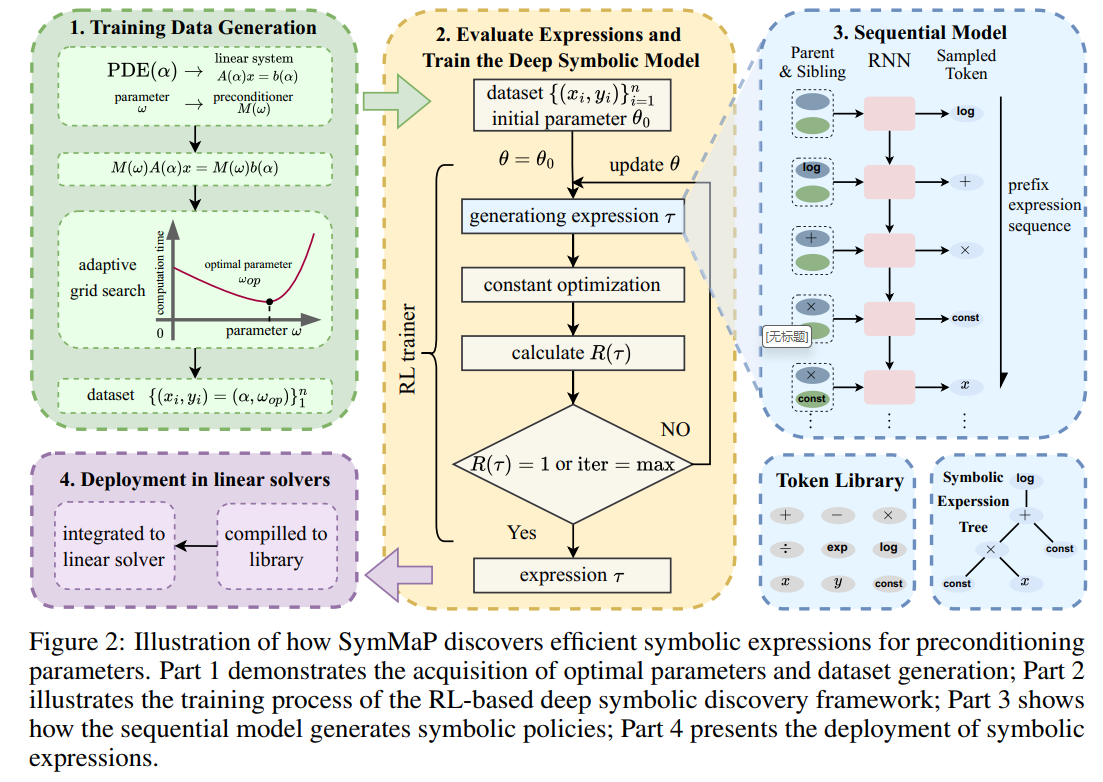 1. Training Data Generation
PDE(α) → linear system
A(α)x = b(α)
parameter ω → preconditioner M(ω)
M(ω)A(α)x = M(ω)b(α)
adaptive
grid search
computation time
optimal parameter
ω_op
0
parameter ω
dataset {(x_i, y_i) = (α, ω_op)}_1^n
2. Evaluate Expressions and
Train the Deep Symbolic Model
dataset {(x_i, y_i)}_{i=1}^n
initial parameter θ_0
θ = θ_0
update θ
generationg expression τ
constant optimization
calculate R(τ)
RL trainer
NO
R(τ) = 1 or iter = max
Yes
expression τ
3. Sequential Model
Parent
& Sibling
RNN
Sampled
Token
log
log
+
+
×
×
const
[无标题]
×
const
x
⋮ ⋮ ⋮
prefix
expression
sequence
4. Deployment in linear solvers
integrated to
linear solver
compilled to
library
Token Library
+ − ×
÷ exp log
x y const
Symbolic
Experssion
Tree
log
+
× const
const x
Figure 2: Illustration of how SymMaP discovers efficient symbolic expressions for preconditioning
parameters. Part 1 demonstrates the acquisition of optimal parameters and dataset generation; Part 2
illustrates the training process of the RL-based deep symbolic discovery framework; Part 3 shows
how the sequential model generates symbolic policies; Part 4 presents the deployment of symbolic
expressions.